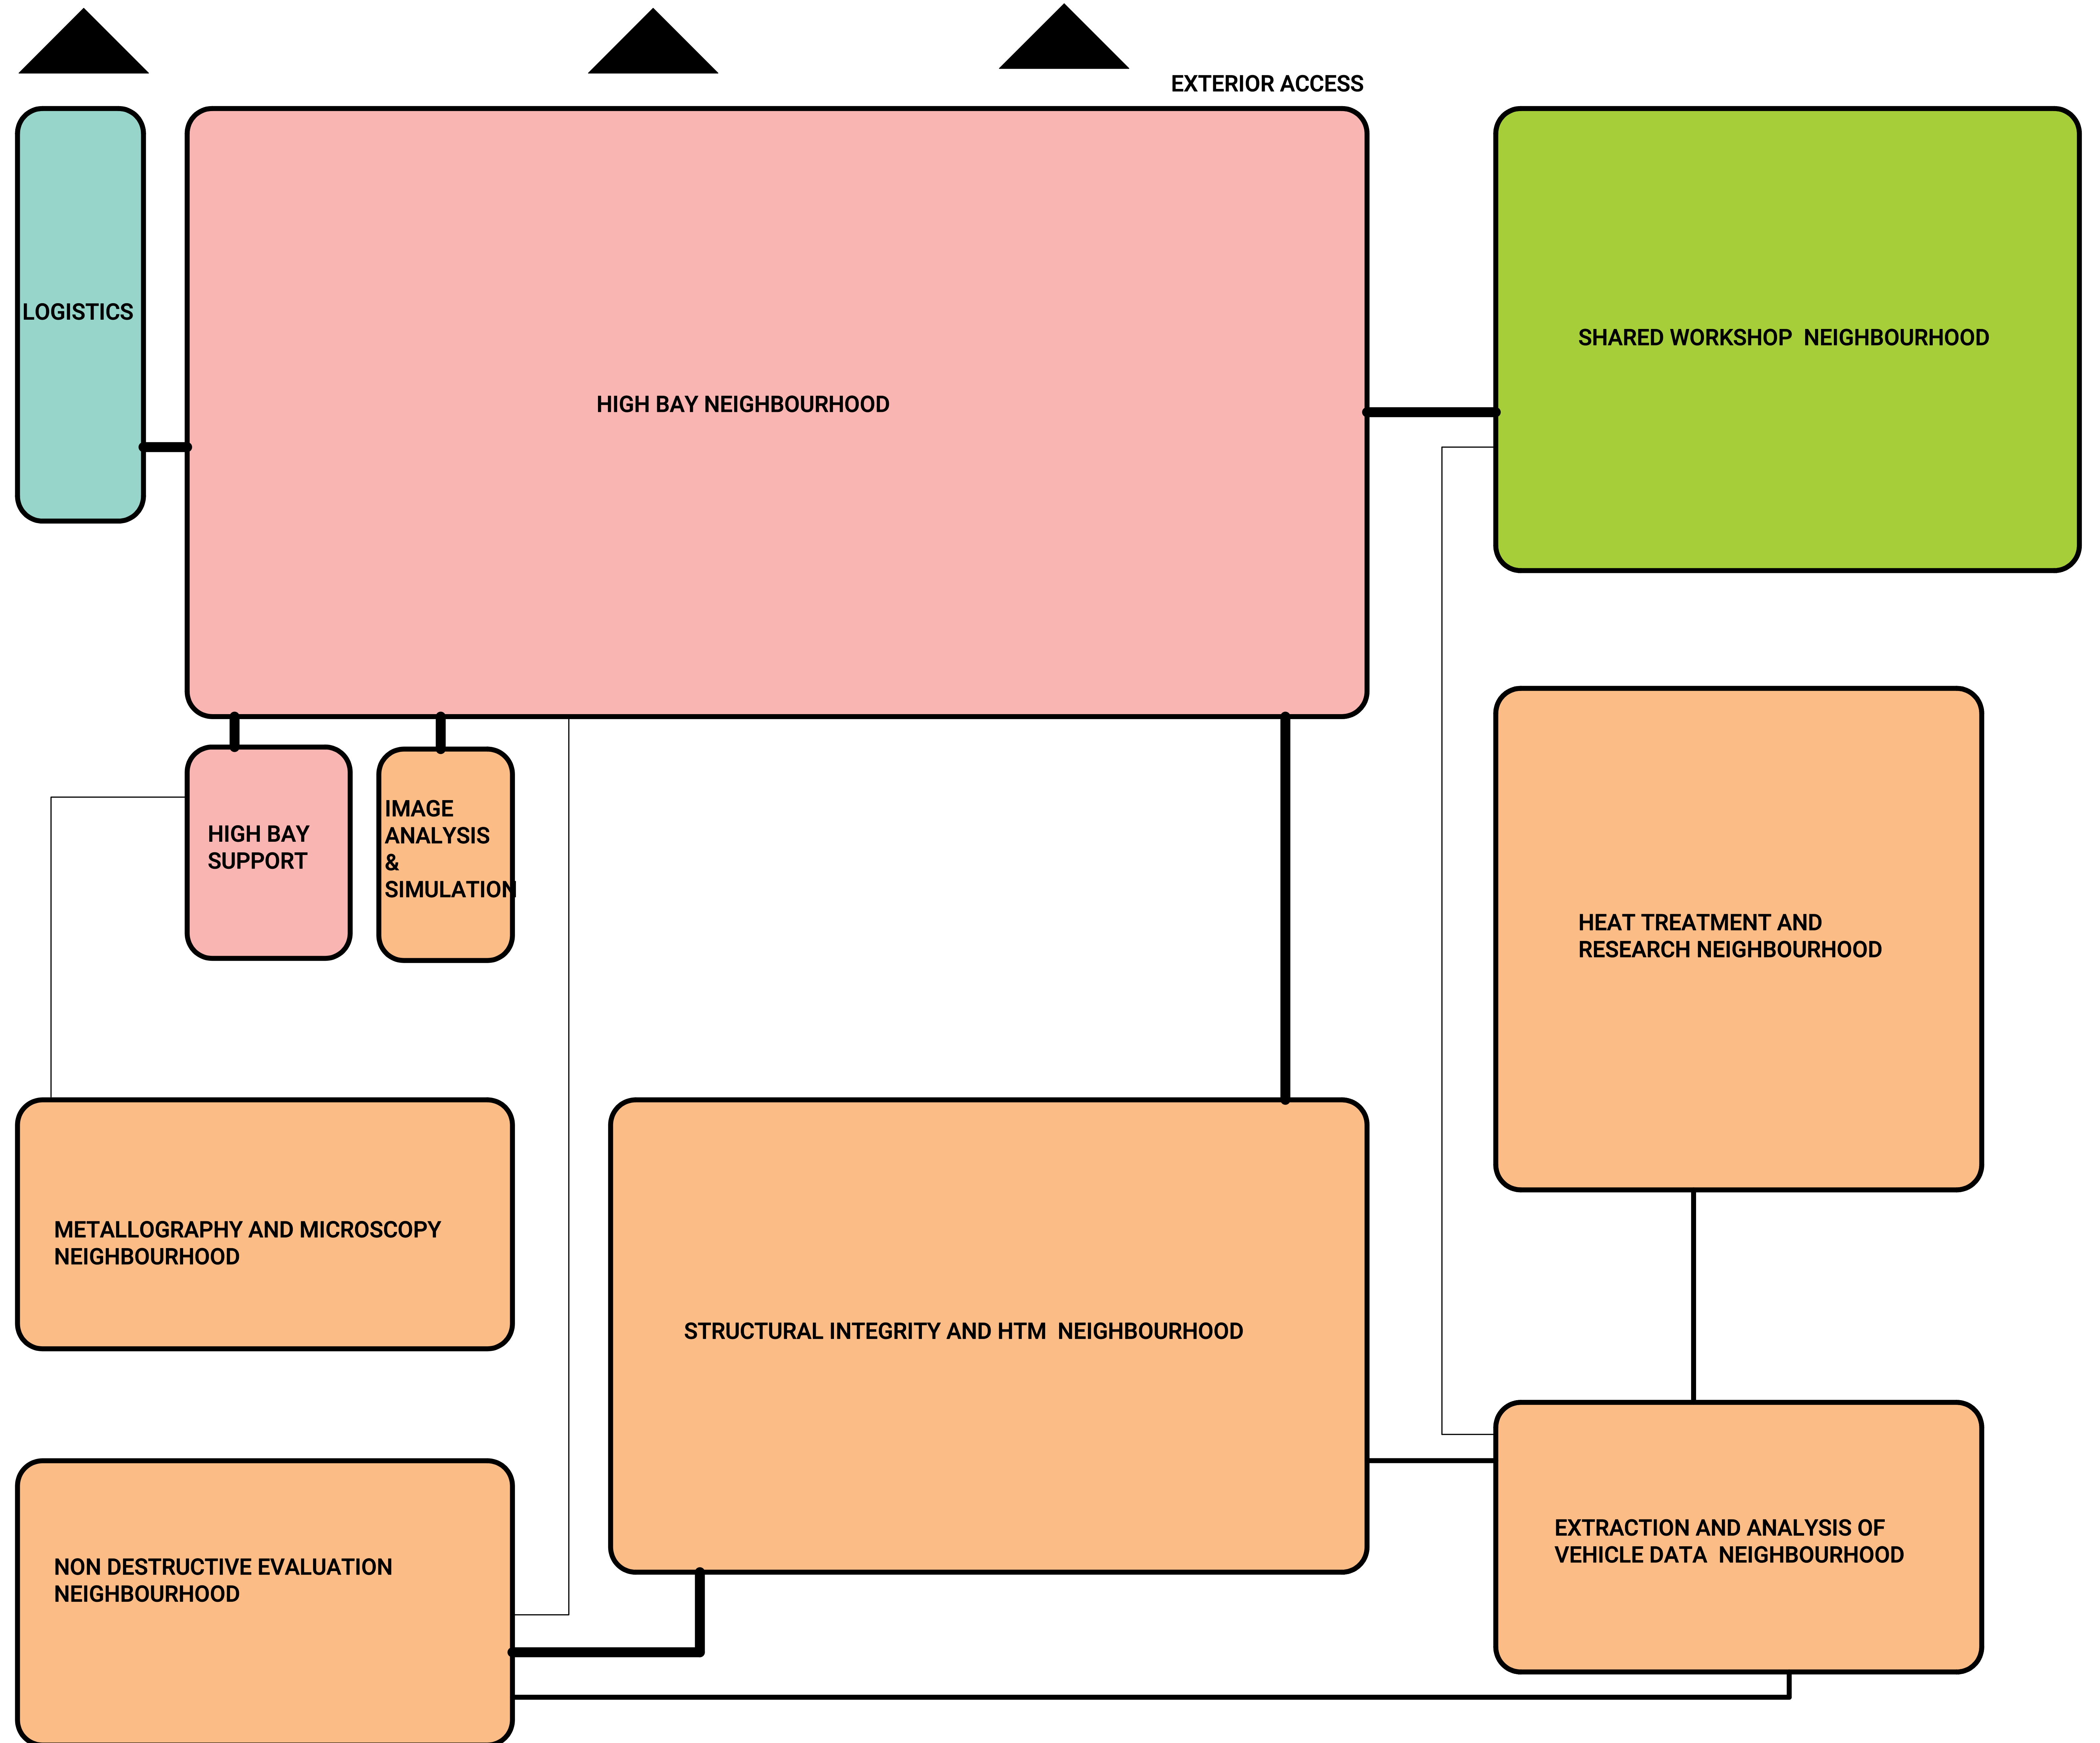 EXTERIOR ACCESS
LOGISTICS
HIGH BAY NEIGHBOURHOOD
SHARED WORKSHOP  NEIGHBOURHOOD
HIGH BAY
SUPPORT
IMAGE
ANALYSIS
&
SIMULATION
HEAT TREATMENT AND
RESEARCH NEIGHBOURHOOD
METALLOGRAPHY AND MICROSCOPY
NEIGHBOURHOOD
STRUCTURAL INTEGRITY AND HTM  NEIGHBOURHOOD
NON DESTRUCTIVE EVALUATION
NEIGHBOURHOOD
EXTRACTION AND ANALYSIS OF
VEHICLE DATA  NEIGHBOURHOOD